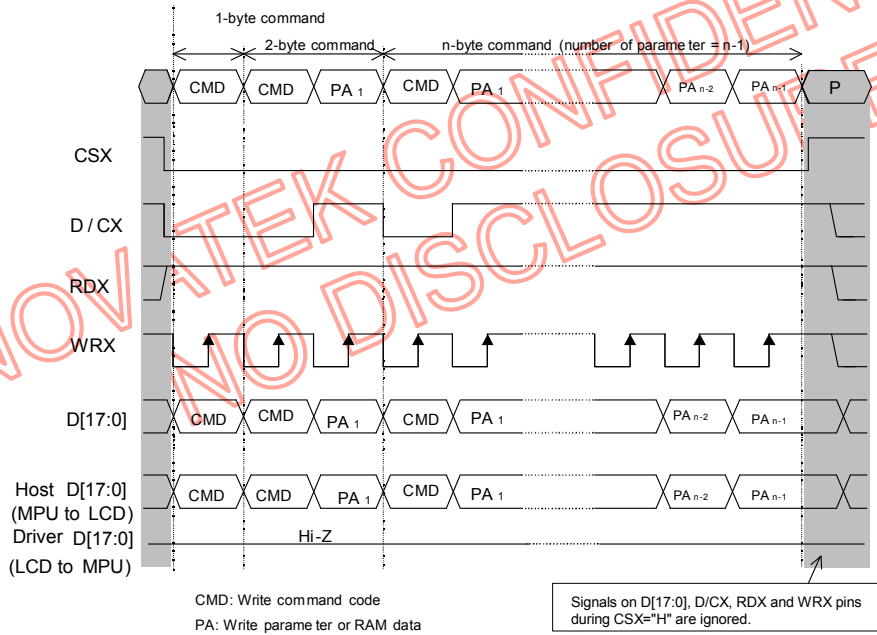 1-byte command
2-byte command
n-byte command (number of parameter = n-1)
CMD CMD PA 1 CMD PA 1 PA n-2 PA n-1 P
CSX
D / CX
RDX
WRX
D[17:0] CMD CMD PA 1 CMD PA 1 PA n-2 PA n-1
Host D[17:0] CMD CMD PA 1 CMD PA 1 PA n-2 PA n-1
(MPU to LCD)
Driver D[17:0] Hi-Z
(LCD to MPU)
CMD: Write command code
PA: Write parameter or RAM data
Signals on D[17:0], D/CX, RDX and WRX pins
during CSX="H" are ignored.
NOVATEK CONFIDEN
NO DISCLOSURE